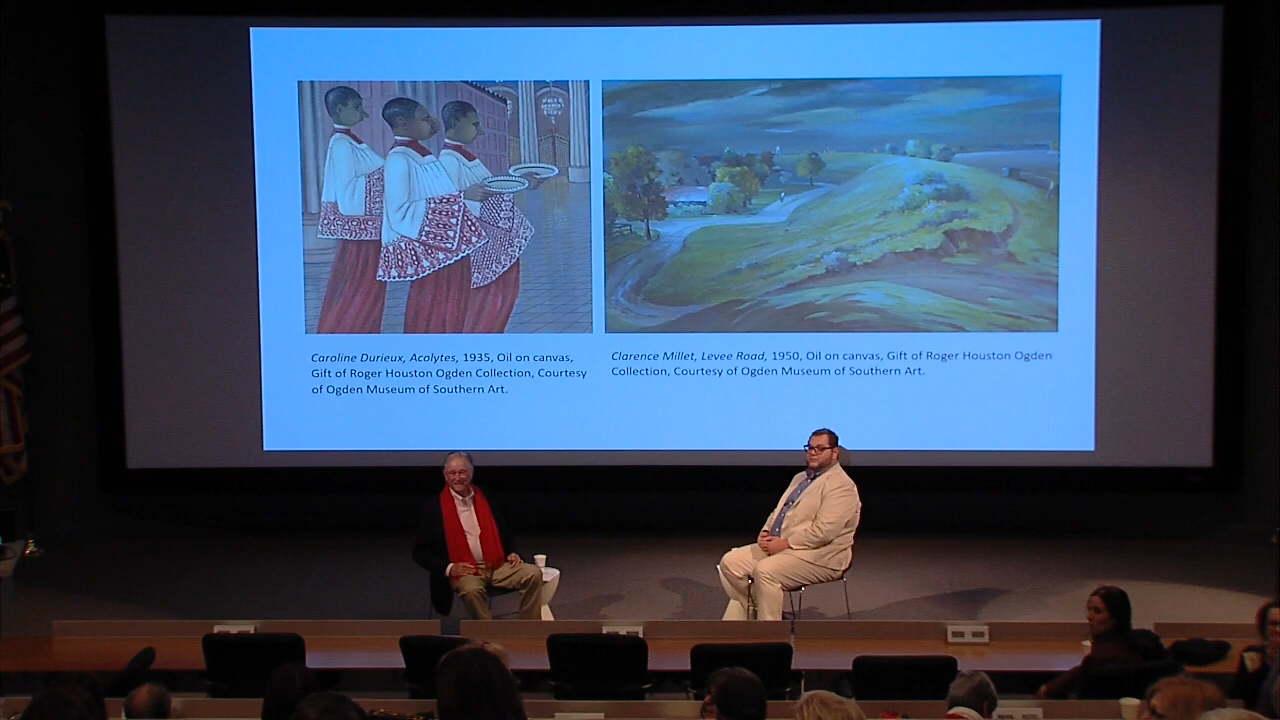 Caroline Durieux, Acolytes, 1935, Oil on canvas,
Gift of Roger Houston Ogden Collection, Courtesy
of Ogden Museum of Southern Art.
Clarence Millet, Levee Road, 1950, Oil on canvas, Gift of Roger Houston Ogden
Collection, Courtesy of Ogden Museum of Southern Art.